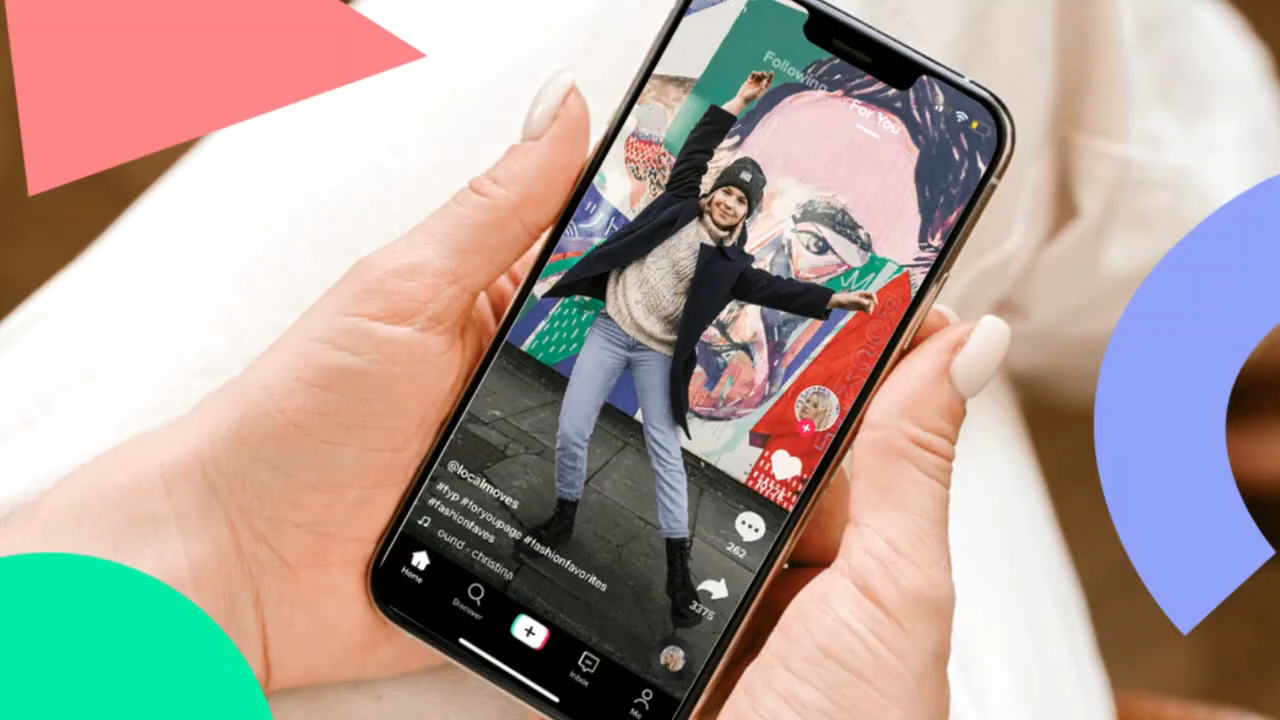 Following
For You
@localmoves
#fyp #foryoupage #fashionfavorites
#fashionfaves
ound · christina
262
3375
Home
Discover
Inbox
Me